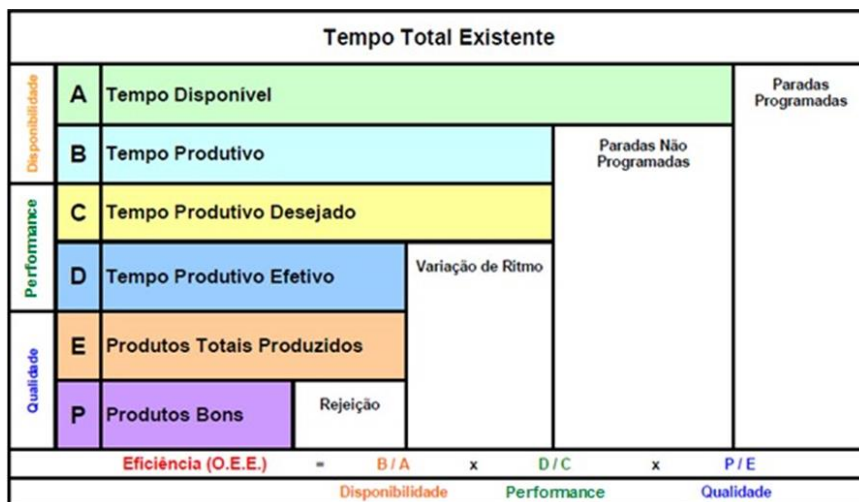 Tempo Total Existente
Disponibilidade
A Tempo Disponível
Paradas
Programadas
B Tempo Produtivo
Paradas Não
Programadas
Performance
C Tempo Produtivo Desejado
D Tempo Produtivo Efetivo
Variação de Ritmo
Qualidade
E Produtos Totais Produzidos
P Produtos Bons
Rejeição
Eficiência (O.E.E.) = B / A x D / C x P / E
Disponibilidade Performance Qualidade